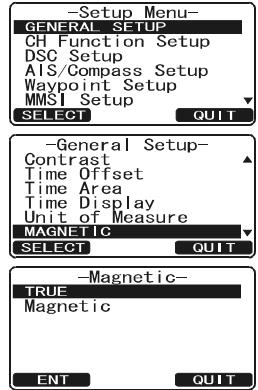 -Setup Menu-
GENERAL SETUP
CH Function Setup
DSC Setup
AIS/Compass Setup
Waypoint Setup
MMSI Setup
SELECT QUIT
-General Setup-
Contrast
Time Offset
Time Area
Time Display
Unit of Measure
MAGNETIC
SELECT QUIT
-Magnetic-
TRUE
Magnetic
ENT QUIT